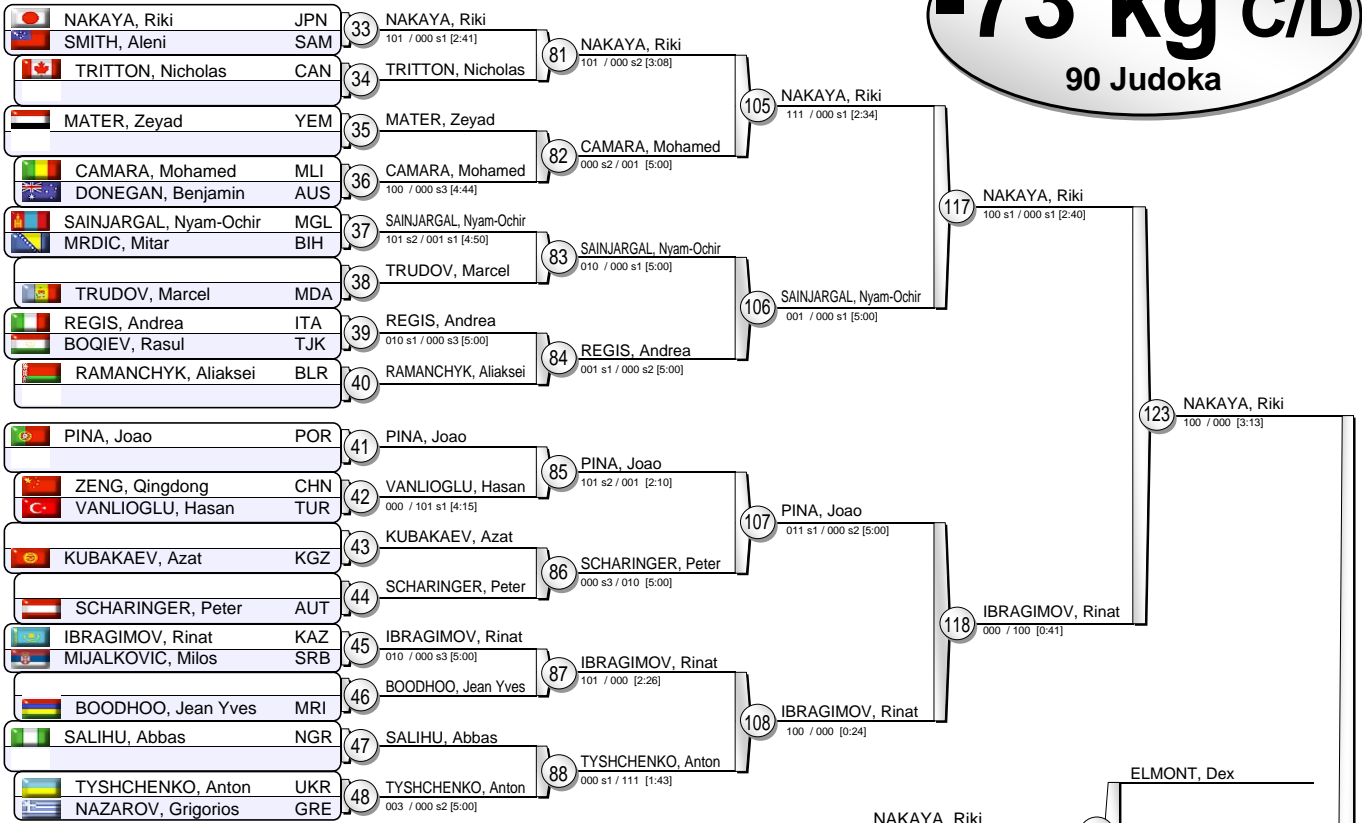 -73 kg C/D
90 Judoka
NAKAYA, Riki JPN
SMITH, Aleni SAM
33
NAKAYA, Riki
101 / 000 s1 [2:41]
TRITTON, Nicholas CAN
34
TRITTON, Nicholas
81
NAKAYA, Riki
101 / 000 s2 [3:08]
MATER, Zeyad YEM
35
MATER, Zeyad
CAMARA, Mohamed MLI
DONEGAN, Benjamin AUS
36
CAMARA, Mohamed
100 / 000 s3 [4:44]
82
CAMARA, Mohamed
000 s2 / 001 [5:00]
105
NAKAYA, Riki
111 / 000 s1 [2:34]
SAINJARGAL, Nyam-Ochir MGL
MRDIC, Mitar BIH
37
SAINJARGAL, Nyam-Ochir
101 s2 / 001 s1 [4:50]
TRUDOV, Marcel MDA
38
TRUDOV, Marcel
83
SAINJARGAL, Nyam-Ochir
010 / 000 s1 [5:00]
REGIS, Andrea ITA
BOQIEV, Rasul TJK
39
REGIS, Andrea
010 s1 / 000 s3 [5:00]
RAMANCHYK, Aliaksei BLR
40
RAMANCHYK, Aliaksei
84
REGIS, Andrea
001 s1 / 000 s2 [5:00]
106
SAINJARGAL, Nyam-Ochir
001 / 000 s1 [5:00]
117
NAKAYA, Riki
100 s1 / 000 s1 [2:40]
PINA, Joao POR
41
PINA, Joao
ZENG, Qingdong CHN
VANLIOGLU, Hasan TUR
42
VANLIOGLU, Hasan
000 / 101 s1 [4:15]
85
PINA, Joao
101 s2 / 001 [2:10]
KUBAKAEV, Azat KGZ
43
KUBAKAEV, Azat
SCHARINGER, Peter AUT
44
SCHARINGER, Peter
86
SCHARINGER, Peter
000 s3 / 010 [5:00]
107
PINA, Joao
011 s1 / 000 s2 [5:00]
IBRAGIMOV, Rinat KAZ
MIJALKOVIC, Milos SRB
45
IBRAGIMOV, Rinat
010 / 000 s3 [5:00]
BOODHOO, Jean Yves MRI
46
BOODHOO, Jean Yves
87
IBRAGIMOV, Rinat
101 / 000 [2:26]
SALIHU, Abbas NGR
47
SALIHU, Abbas
TYSHCHENKO, Anton UKR
NAZAROV, Grigorios GRE
48
TYSHCHENKO, Anton
003 / 000 s2 [5:00]
88
TYSHCHENKO, Anton
000 s1 / 111 [1:43]
108
IBRAGIMOV, Rinat
100 / 000 [0:24]
118
IBRAGIMOV, Rinat
000 / 100 [0:41]
123
NAKAYA, Riki
100 / 000 [3:13]
ELMONT, Dex
NAKAYA, Riki